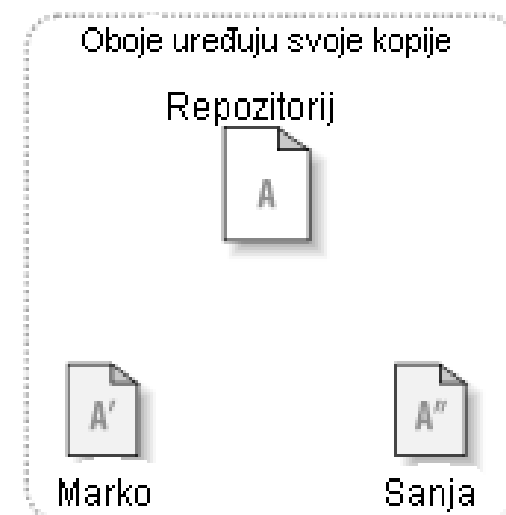 Oboje uređuju svoje kopije
Repozitorij
A
A' A"
Marko Sanja